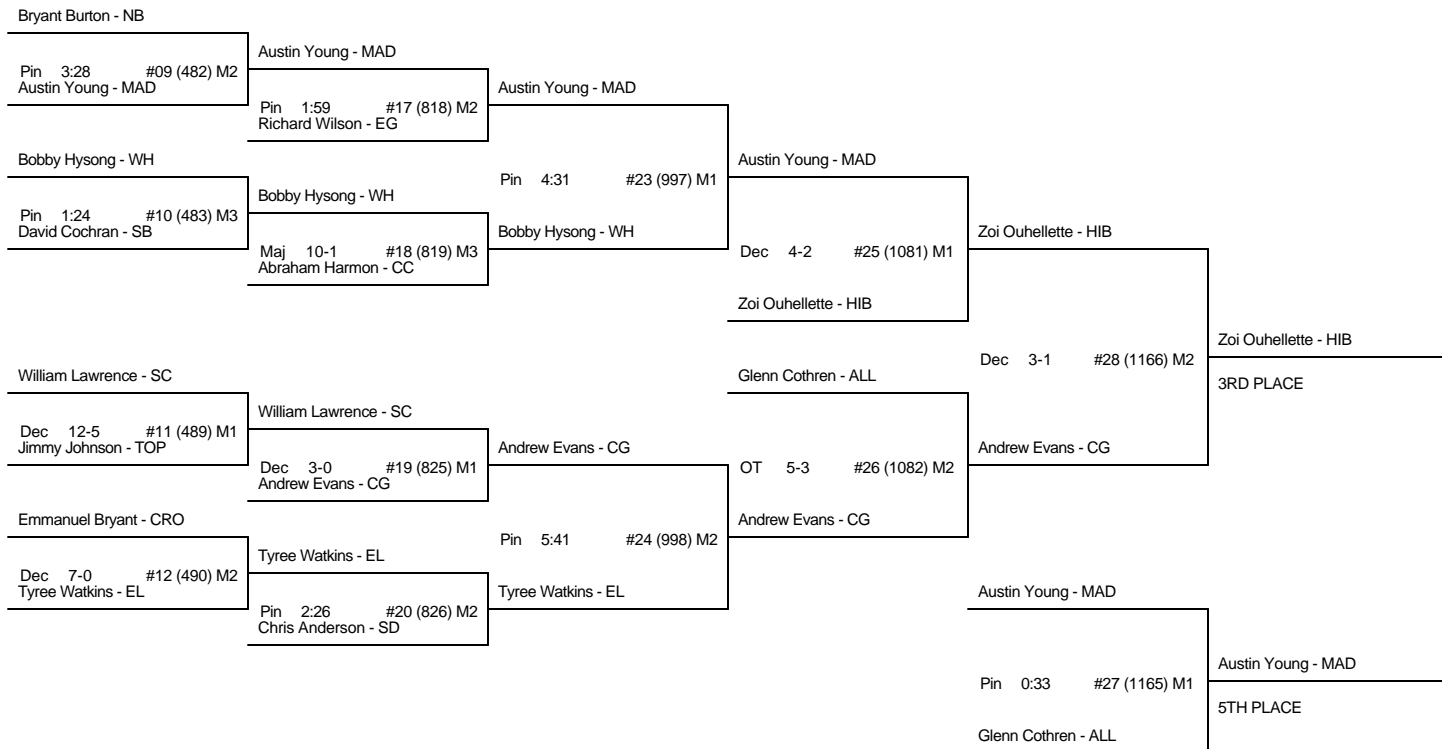 Bryant Burton - NB
Pin 3:28 #09 (482) M2
Austin Young - MAD
Bobby Hysong - WH
Pin 1:24 #10 (483) M3
David Cochran - SB
William Lawrence - SC
Dec 12-5 #11 (489) M1
Jimmy Johnson - TOP
Emmanuel Bryant - CRO
Dec 7-0 #12 (490) M2
Tyree Watkins - EL
Austin Young - MAD
Pin 1:59 #17 (818) M2
Richard Wilson - EG
Bobby Hysong - WH
Maj 10-1 #18 (819) M3
Abraham Harmon - CC
William Lawrence - SC
Dec 3-0 #19 (825) M1
Andrew Evans - CG
Tyree Watkins - EL
Pin 2:26 #20 (826) M2
Chris Anderson - SD
Austin Young - MAD
Pin 4:31 #23 (997) M1
Bobby Hysong - WH
Andrew Evans - CG
Pin 5:41 #24 (998) M2
Tyree Watkins - EL
Austin Young - MAD
Dec 4-2 #25 (1081) M1
Zoi Ouhellette - HIB
Glenn Cothren - ALL
OT 5-3 #26 (1082) M2
Andrew Evans - CG
Zoi Ouhellette - HIB
Dec 3-1 #28 (1166) M2
Andrew Evans - CG
Zoi Ouhellette - HIB
3RD PLACE
Austin Young - MAD
Pin 0:33 #27 (1165) M1
Glenn Cothren - ALL
Austin Young - MAD
5TH PLACE